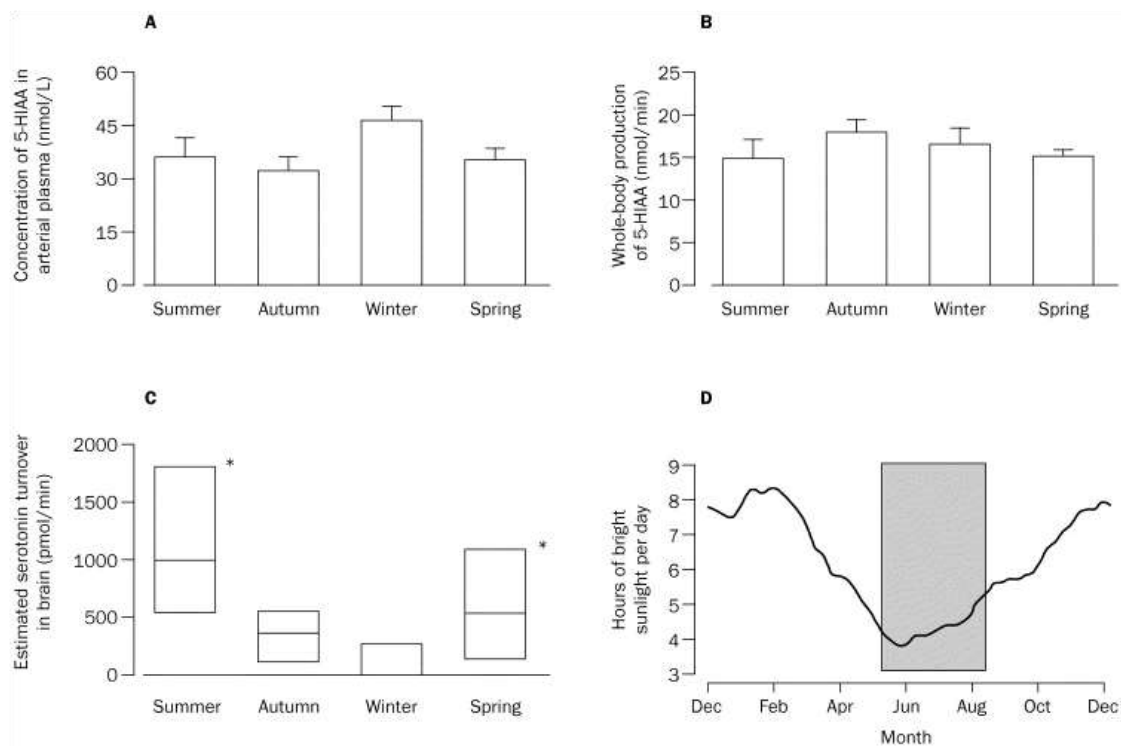 A
Concentration of 5-HIAA in
arterial plasma (nmol/L)
60
45
30
15
0
Summer Autumn Winter Spring
B
Whole-body production
of 5-HIAA (nmol/min)
25
20
15
10
5
0
Summer Autumn Winter Spring
C
Estimated serotonin turnover
in brain (pmol/min)
2000
1500
1000
500
0
*
*
Summer Autumn Winter Spring
D
Hours of bright
sunlight per day
9
8
7
6
5
4
3
Dec Feb Apr Jun Aug Oct Dec
Month